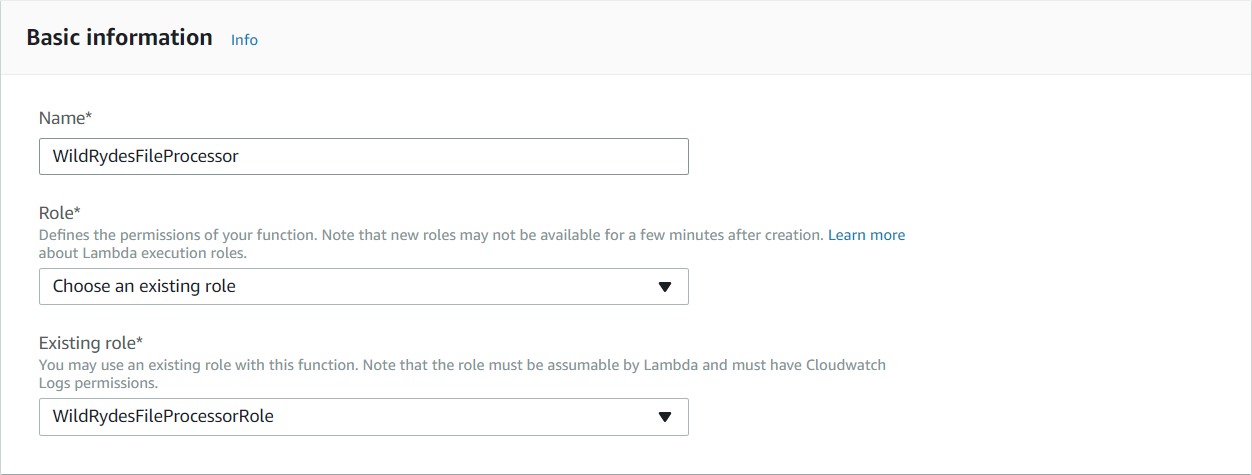 Basic information Info
Name*
WildRydesFileProcessor
Role*
Defines the permissions of your function. Note that new roles may not be available for a few minutes after creation. Learn more
about Lambda execution roles.
Choose an existing role
Existing role*
You may use an existing role with this function. Note that the role must be assumable by Lambda and must have Cloudwatch
Logs permissions.
WildRydesFileProcessorRole